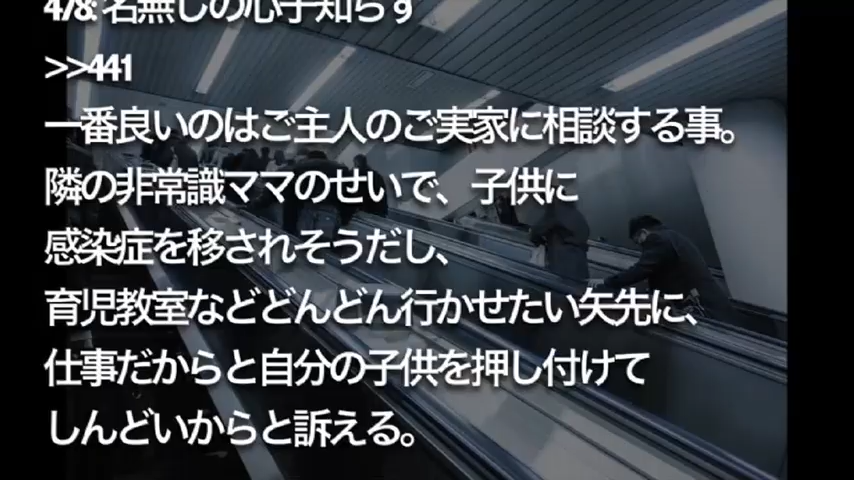 478: 名無しの心子知らず
>>441
一番良いのはご主人のご実家に相談する事。
隣の非常識ママのせいで、子供に
感染症を移されそうだし、
育児教室などどんどん行かせたい矢先に、
仕事だからと自分の子供を押し付けて
しんどいからと訴える。